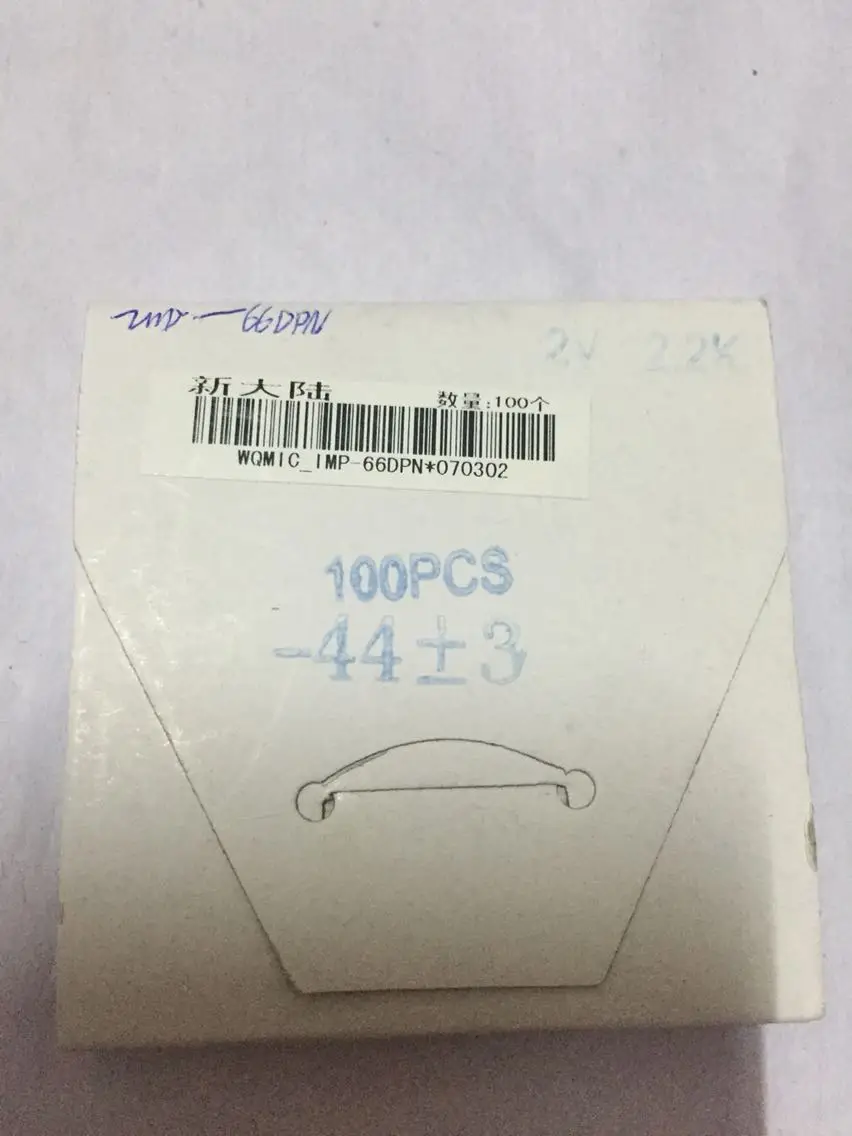 IMP-66DPN
2V 2.2K
新大陆 数量:100个
WQMIC_IMP-66DPN*070302
100PCS
-44±3